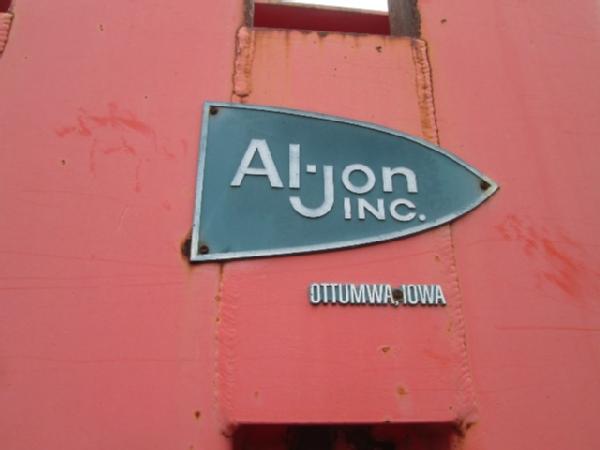 Al-jon
INC.
OTTUMWA, IOWA